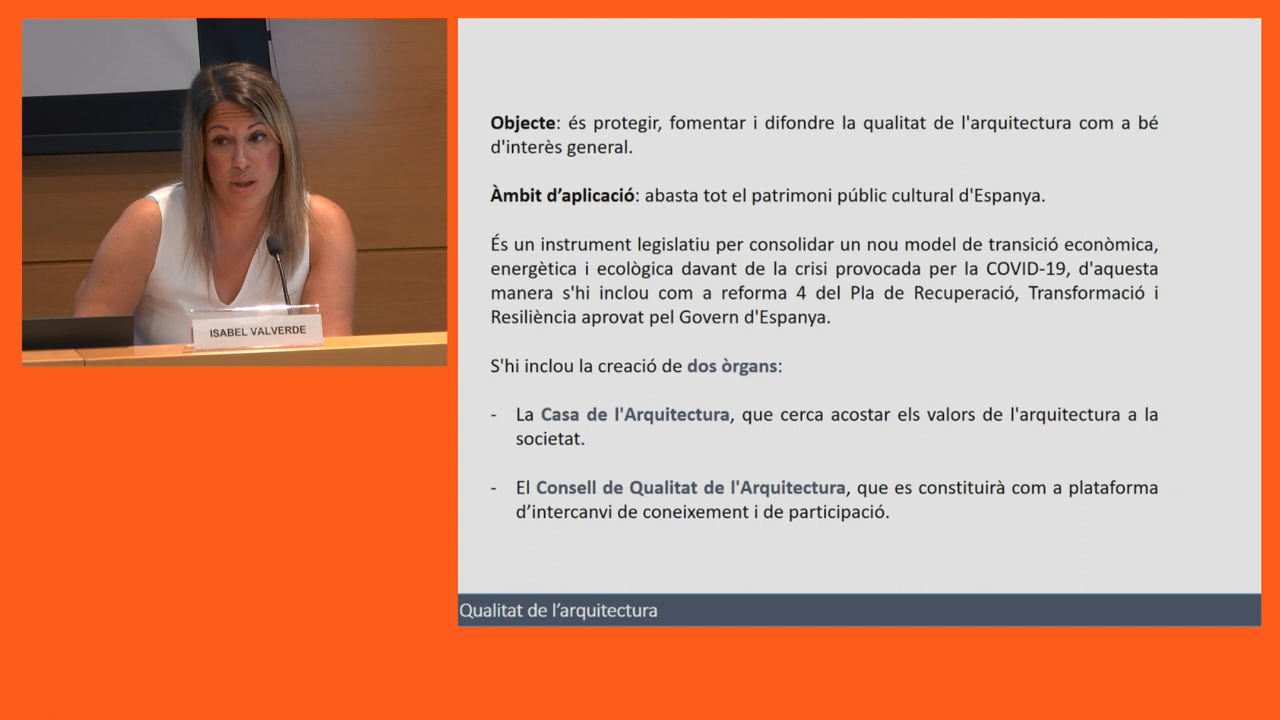 ISABEL VALVERDE
Objecte: és protegir, fomentar i difondre la qualitat de l'arquitectura com a bé
d'interès general.
Àmbit d’aplicació: abasta tot el patrimoni públic cultural d'Espanya.
És un instrument legislatiu per consolidar un nou model de transició econòmica,
energètica i ecològica davant de la crisi provocada per la COVID-19, d'aquesta
manera s'hi inclou com a reforma 4 del Pla de Recuperació, Transformació i
Resiliència aprovat pel Govern d'Espanya.
S'hi inclou la creació de dos òrgans:
- La Casa de l'Arquitectura, que cerca acostar els valors de l'arquitectura a la
societat.
- El Consell de Qualitat de l'Arquitectura, que es constituirà com a plataforma
d’intercanvi de coneixement i de participació.
Qualitat de l’arquitectura